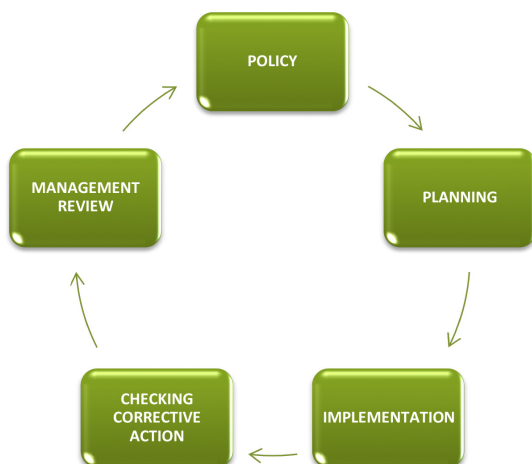 POLICY
PLANNING
IMPLEMENTATION
CHECKING
CORRECTIVE
ACTION
MANAGEMENT
REVIEW